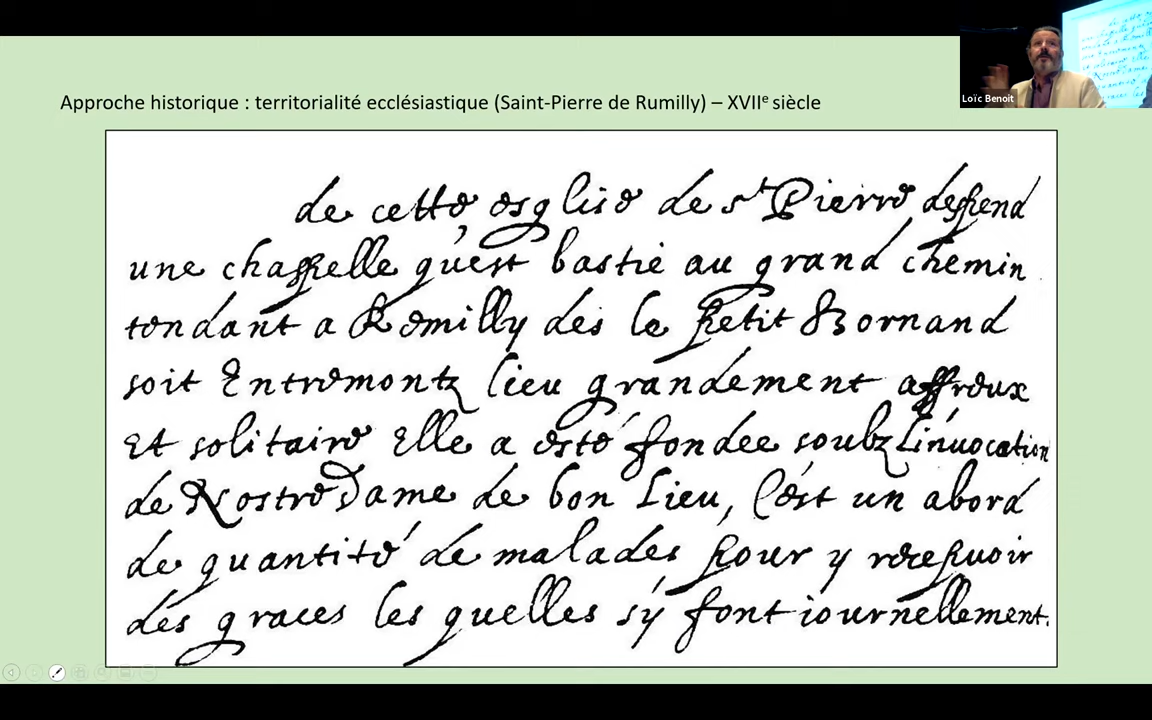 Approche historique : territorialité ecclésiastique (Saint-Pierre de Rumilly) – XVIIe siècle
Loïc Benoit
de cette esglise de st Pierre despend
une chappelle qu'est bastie au grand chemin
tendant a Romilly des le petit Bornand
soit Entremontz lieu grandement affreux
Et solitaire Elle a esté fondee soubz l'inuocation
de Nostre Dame de bon Lieu, C'est un abord
de quantité de malades pour y recepuoir
des graces les quelles s'y font iournellement.